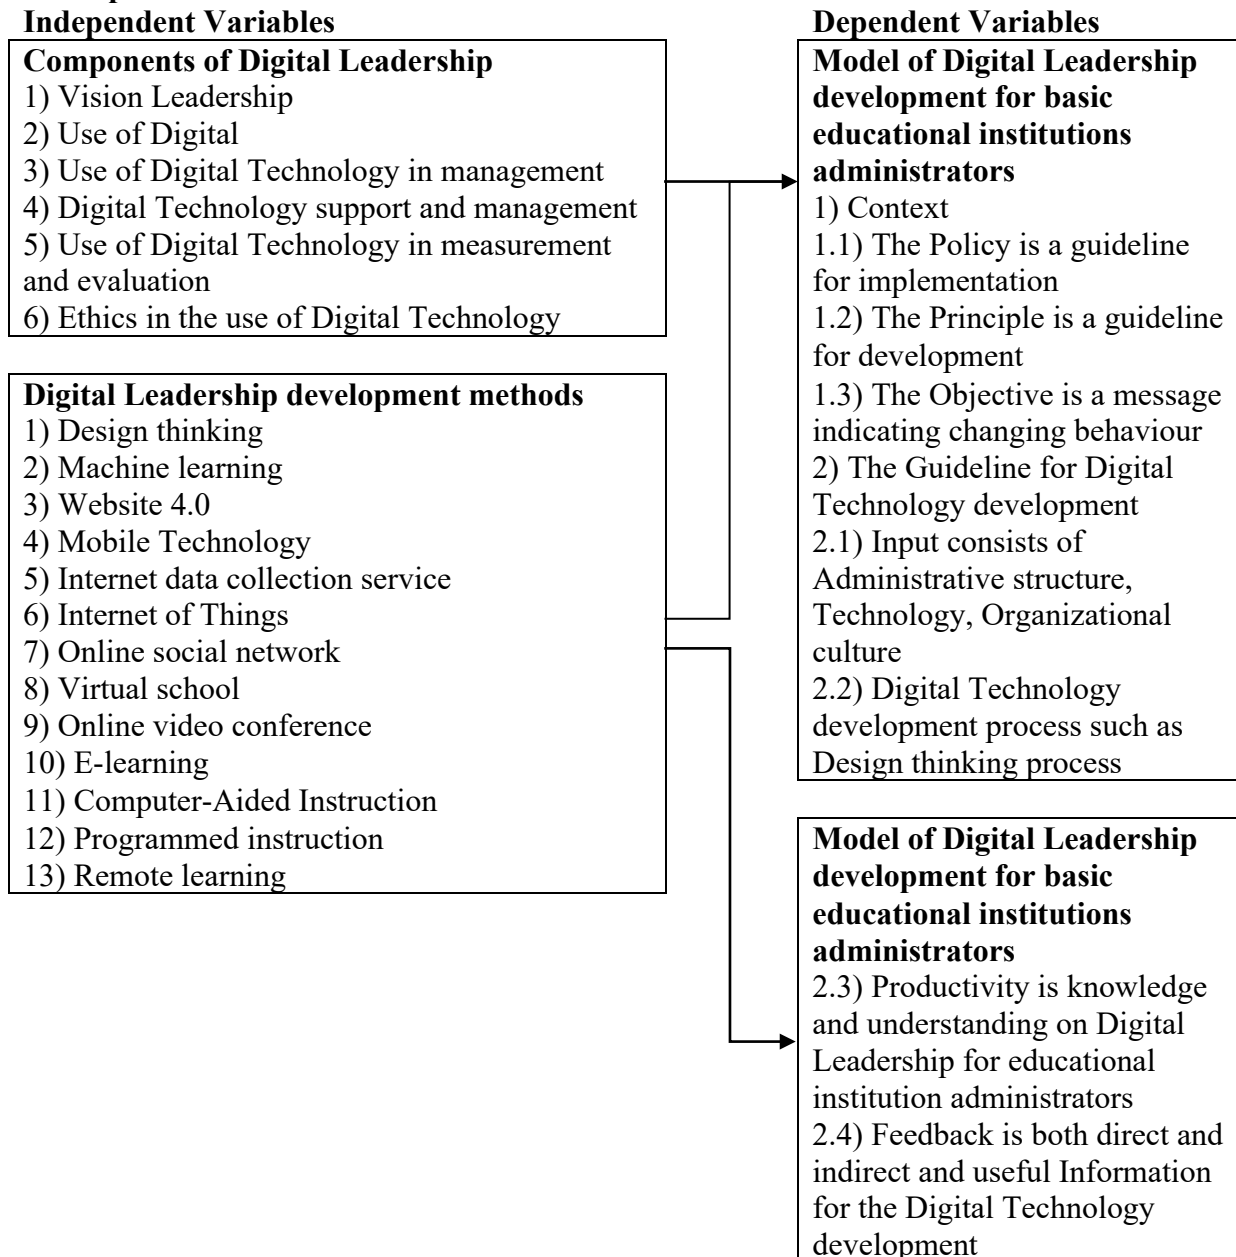 Independent Variables
Components of Digital Leadership
1) Vision Leadership
2) Use of Digital
3) Use of Digital Technology in management
4) Digital Technology support and management
5) Use of Digital Technology in measurement
and evaluation
6) Ethics in the use of Digital Technology
Digital Leadership development methods
1) Design thinking
2) Machine learning
3) Website 4.0
4) Mobile Technology
5) Internet data collection service
6) Internet of Things
7) Online social network
8) Virtual school
9) Online video conference
10) E-learning
11) Computer-Aided Instruction
12) Programmed instruction
13) Remote learning
Dependent Variables
Model of Digital Leadership
development for basic
educational institutions
administrators
1) Context
1.1) The Policy is a guideline
for implementation
1.2) The Principle is a guideline
for development
1.3) The Objective is a message
indicating changing behaviour
2) The Guideline for Digital
Technology development
2.1) Input consists of
Administrative structure,
Technology, Organizational
culture
2.2) Digital Technology
development process such as
Design thinking process
Model of Digital Leadership
development for basic
educational institutions
administrators
2.3) Productivity is knowledge
and understanding on Digital
Leadership for educational
institution administrators
2.4) Feedback is both direct and
indirect and useful Information
for the Digital Technology
development